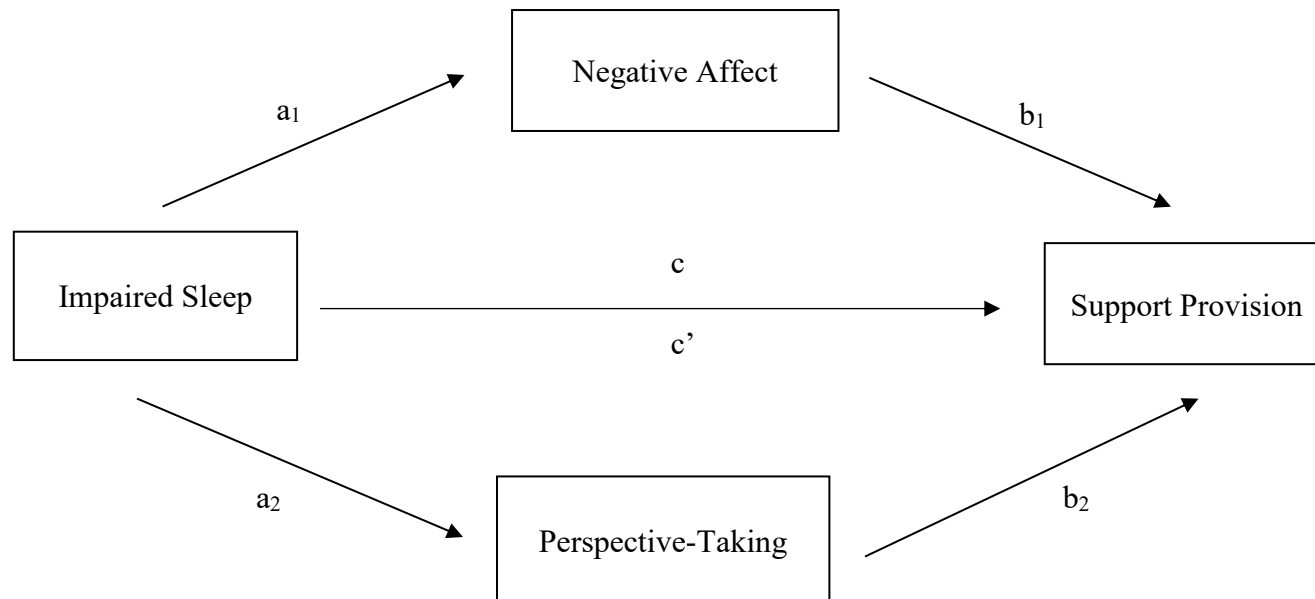 Negative Affect
a₁
b₁
c
Impaired Sleep
Support Provision
c’
a₂
b₂
Perspective-Taking